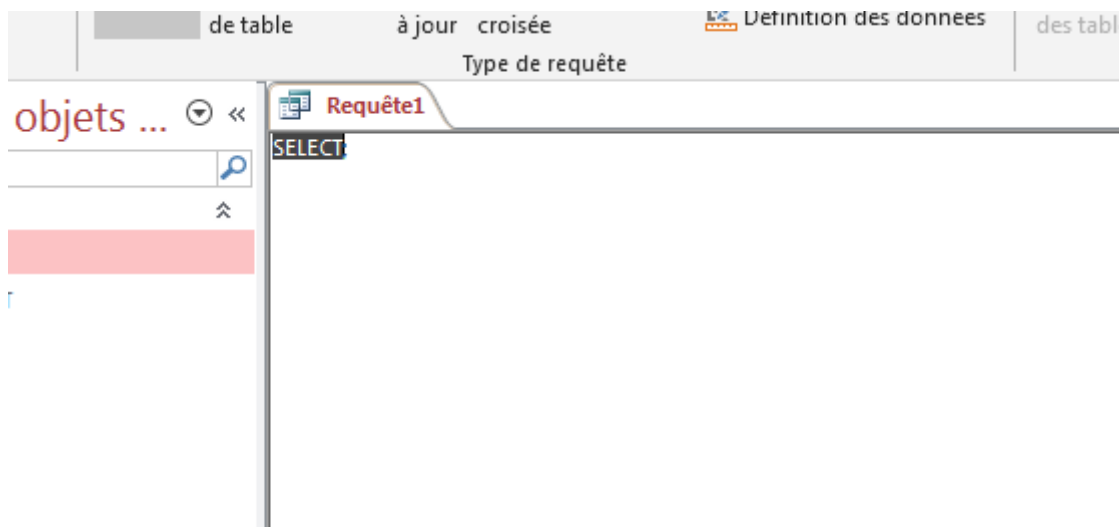 de table à jour croisée Définition des données des tabl
Type de requête
objets ... «
Requête1
SELECT;